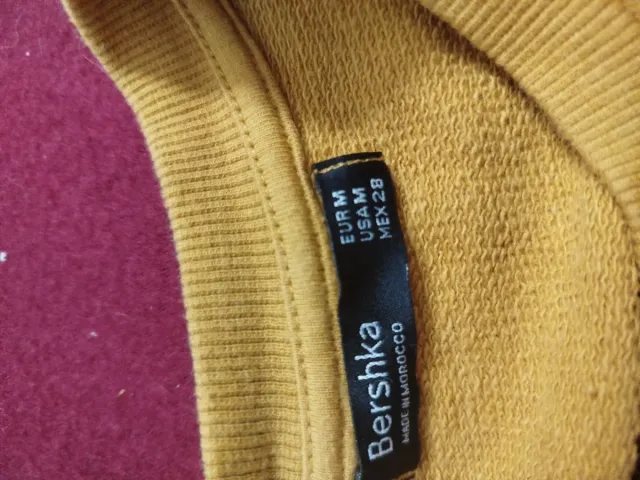 Bershka
MADE IN MOROCCO
EUR M
USA M
MEX 28